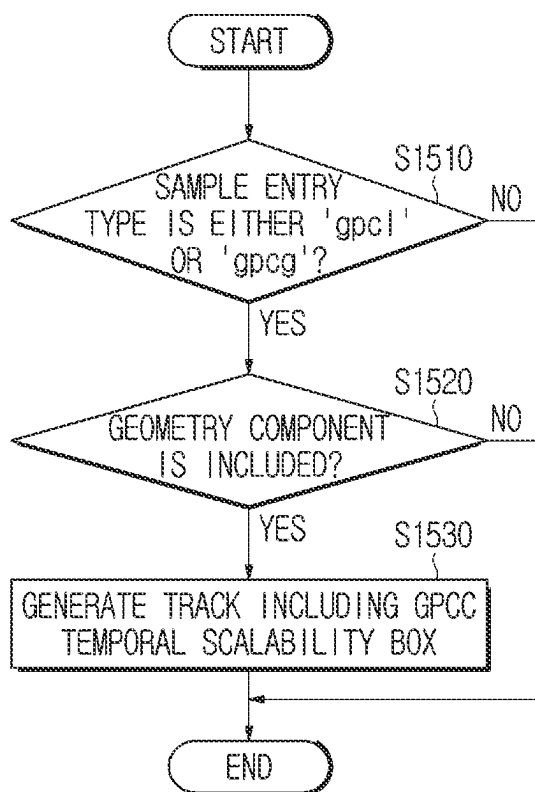 START
S1510
SAMPLE ENTRY
TYPE IS EITHER 'gpcl'
OR 'gpcg'?
NO
YES
S1520
GEOMETRY COMPONENT
IS INCLUDED?
NO
YES
S1530
GENERATE TRACK INCLUDING GPCC
TEMPORAL SCALABILITY BOX
END